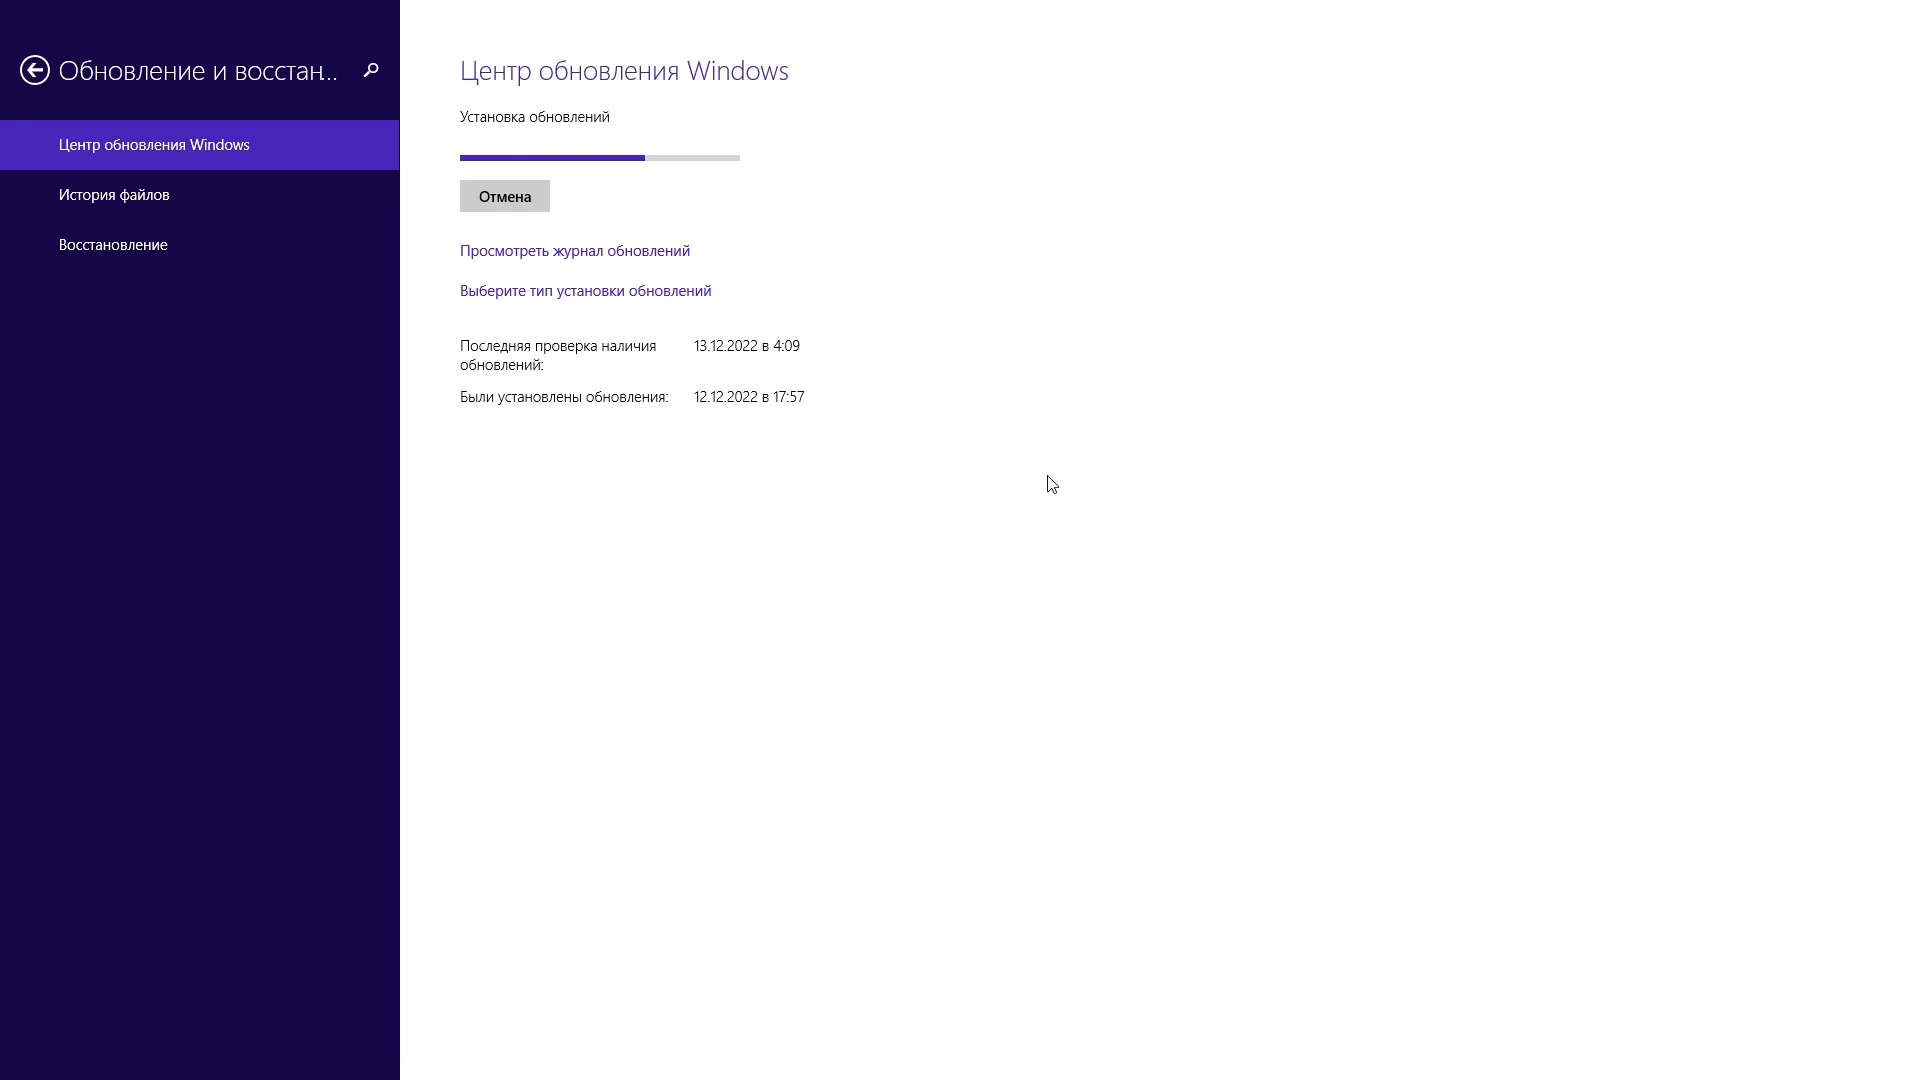 Обновление и восстан...
Центр обновления Windows
История файлов
Восстановление
Центр обновления Windows
Установка обновлений
Отмена
Просмотреть журнал обновлений
Выберите тип установки обновлений
Последняя проверка наличия обновлений: 13.12.2022 в 4:09
Были установлены обновления: 12.12.2022 в 17:57